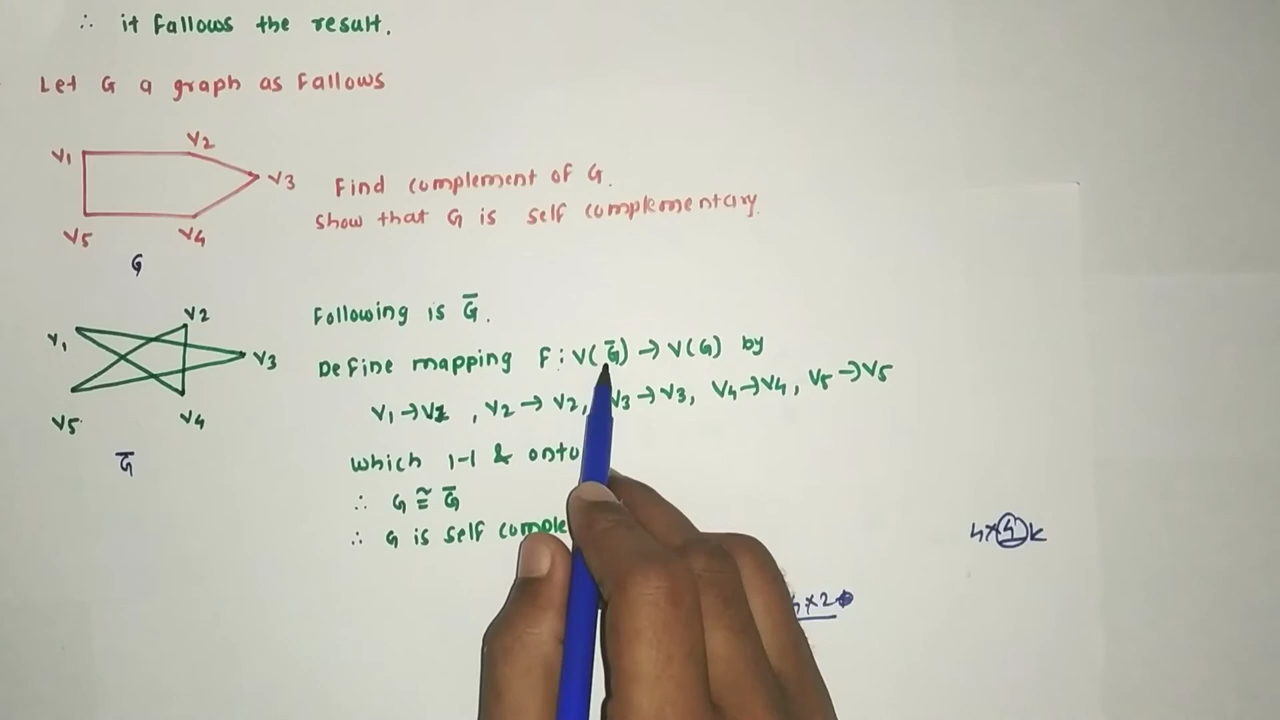 ∴ it fallows the result.
Let G a graph as fallows
V1 V2 V3 V4 V5
G
Find complement of G.
show that G is self complementary.
V1 V2 V3 V4 V5
G̅
Following is G̅.
Define mapping F: V(G̅) → V(G) by
V1 → V1, V2 → V2, V3 → V3, V4 → V4, V5 → V5
which 1-1 & onto
∴ G ≅ G̅
∴ G is self comple